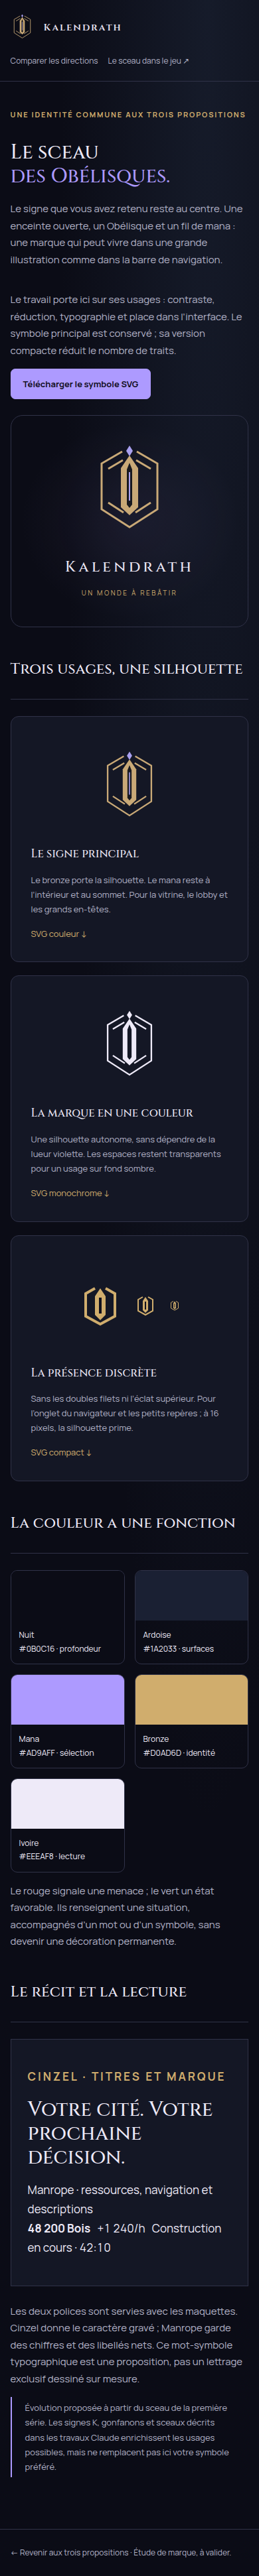 Kalendrath
Comparer les directions Le sceau dans le jeu ↗
UNE IDENTITÉ COMMUNE AUX TROIS PROPOSITIONS
Le sceau
des Obélisques.
Le signe que vous avez retenu reste au centre. Une
enceinte ouverte, un Obélisque et un fil de mana :
une marque qui peut vivre dans une grande
illustration comme dans la barre de navigation.
Le travail porte ici sur ses usages : contraste,
réduction, typographie et place dans l'interface. Le
symbole principal est conservé ; sa version
compacte réduit le nombre de traits.
Télécharger le symbole SVG
Kalendrath
UN MONDE À REBÂTIR
Trois usages, une silhouette
Le signe principal
Le bronze porte la silhouette. Le mana reste à
l'intérieur et au sommet. Pour la vitrine, le lobby et
les grands en-têtes.
SVG couleur ↓
La marque en une couleur
Une silhouette autonome, sans dépendre de la
lueur violette. Les espaces restent transparents
pour un usage sur fond sombre.
SVG monochrome ↓
La présence discrète
Sans les doubles filets ni l'éclat supérieur. Pour
l'onglet du navigateur et les petits repères ; à 16
pixels, la silhouette prime.
SVG compact ↓
La couleur a une fonction
Nuit
#0B0C16 · profondeur
Ardoise
#1A2033 · surfaces
Mana
#AD9AFF · sélection
Bronze
#D0AD6D · identité
Ivoire
#EEEAF8 · lecture
Le rouge signale une menace ; le vert un état
favorable. Ils renseignent une situation,
accompagnés d'un mot ou d'un symbole, sans
devenir une décoration permanente.
Le récit et la lecture
CINZEL · TITRES ET MARQUE
Votre cité. Votre
prochaine
décision.
Manrope · ressources, navigation et
descriptions
48 200 Bois +1 240/h Construction
en cours · 42:10
Les deux polices sont servies avec les maquettes.
Cinzel donne le caractère gravé ; Manrope garde
des chiffres et des libellés nets. Ce mot-symbole
typographique est une proposition, pas un lettrage
exclusif dessiné sur mesure.
Évolution proposée à partir du sceau de la première
série. Les signes K, gonfanons et sceaux décrits
dans les travaux Claude enrichissent les usages
possibles, mais ne remplacent pas ici votre symbole
préféré.
← Revenir aux trois propositions · Étude de marque, à valider.